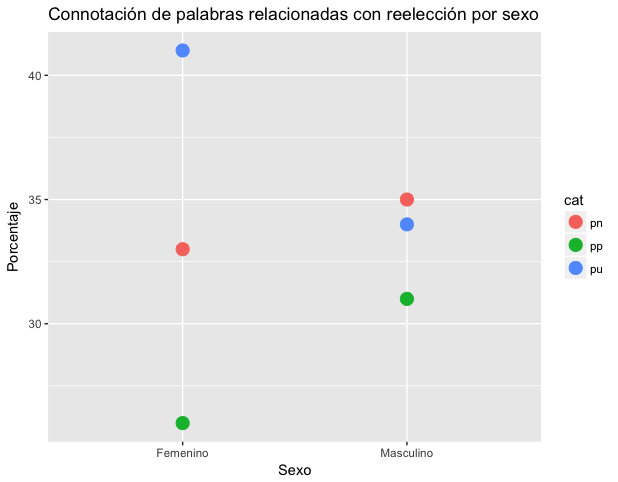 Connotación de palabras relacionadas con reelección por sexo
40
35
30
Porcentaje
Femenino
Masculino
Sexo
cat
pn
pp
pu